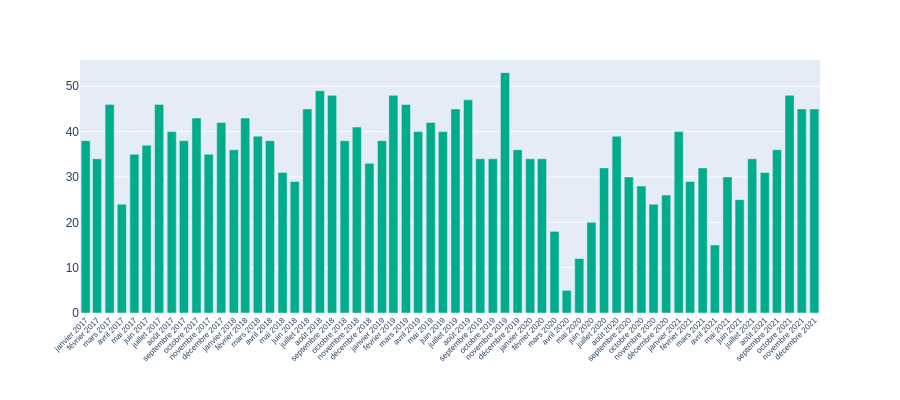 50
40
30
20
10
0
janvier 2017
février 2017
mars 2017
avril 2017
mai 2017
juin 2017
juillet 2017
août 2017
septembre 2017
octobre 2017
novembre 2017
décembre 2017
janvier 2018
février 2018
mars 2018
avril 2018
mai 2018
juin 2018
juillet 2018
août 2018
septembre 2018
octobre 2018
novembre 2018
décembre 2018
janvier 2019
février 2019
mars 2019
avril 2019
mai 2019
juin 2019
juillet 2019
août 2019
septembre 2019
octobre 2019
novembre 2019
décembre 2019
janvier 2020
février 2020
mars 2020
avril 2020
mai 2020
juin 2020
juillet 2020
août 2020
septembre 2020
octobre 2020
novembre 2020
décembre 2020
janvier 2021
février 2021
mars 2021
avril 2021
mai 2021
juin 2021
juillet 2021
août 2021
septembre 2021
octobre 2021
novembre 2021
décembre 2021